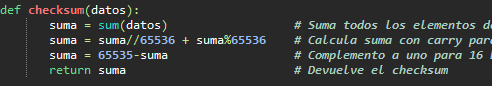 def checksum(datos):
suma = sum(datos) # Suma todos los elementos de
suma = suma//65536 + suma%65536 # Calcula suma con carry para
suma = 65535-suma # Complemento a uno para 16
return suma # Devuelve el checksum